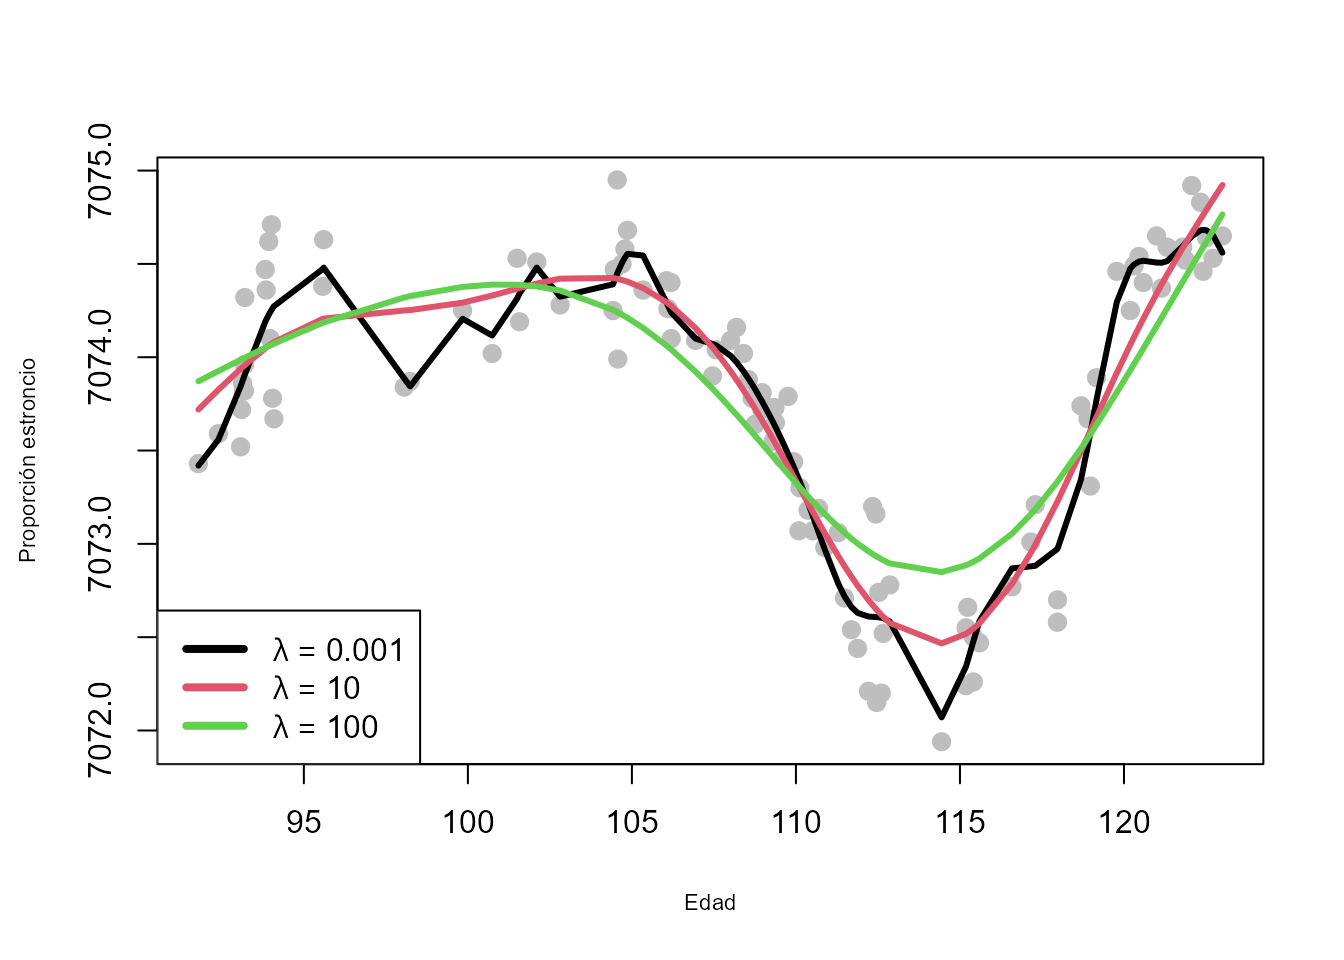 Proporción estroncio
7075.0
7074.0
7073.0
7072.0
λ = 0.001
λ = 10
λ = 100
95 100 105 110 115 120
Edad